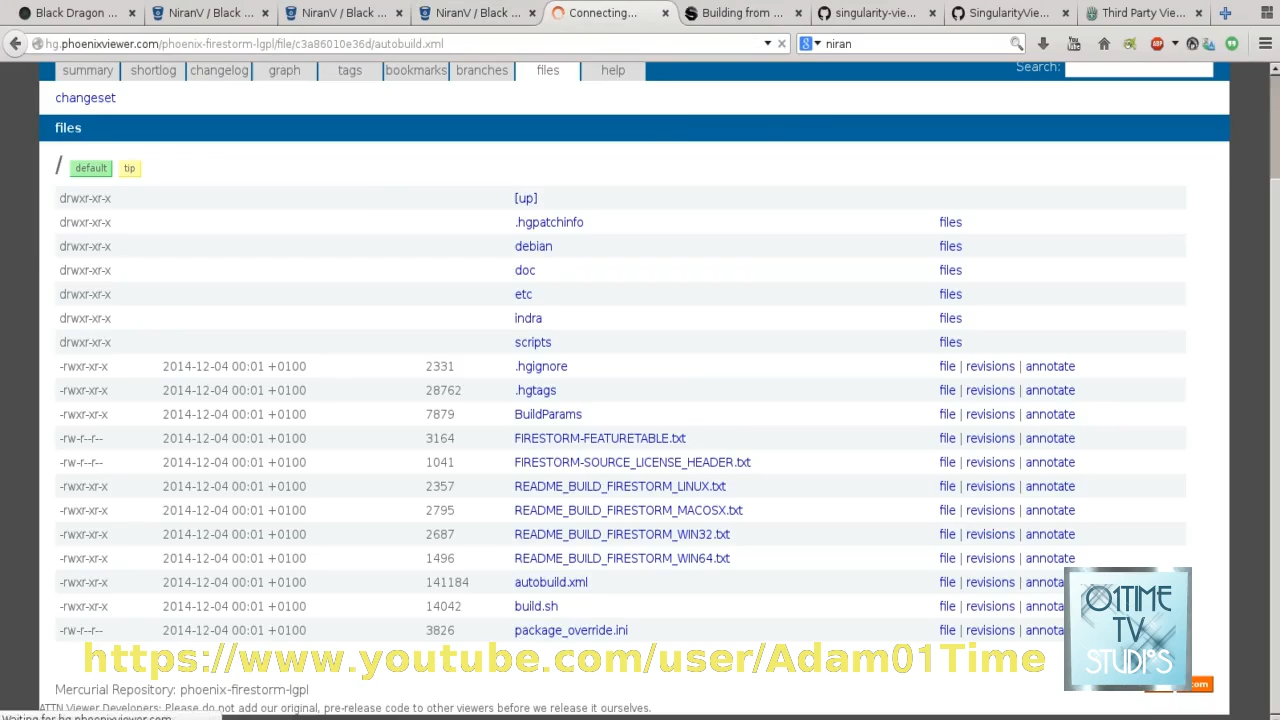 Black Dragon ... × NiranV / Black ... × NiranV / Black ... × NiranV / Black ... × Connecting... × Building from ... × singularity-vie... × SingularityView... × Third Party View... ×
hg.phoenixviewer.com/phoenix-firestorm-lgpl/file/c3a86010e36d/autobuild.xml niran
summary shortlog changelog graph tags bookmarks branches files help Search:
changeset
files
/ default tip
drwxr-xr-x [up]
drwxr-xr-x .hgpatchinfo files
drwxr-xr-x debian files
drwxr-xr-x doc files
drwxr-xr-x etc files
drwxr-xr-x indra files
drwxr-xr-x scripts files
-rwxr-xr-x 2014-12-04 00:01 +0100 2331 .hgignore file | revisions | annotate
-rwxr-xr-x 2014-12-04 00:01 +0100 28762 .hgtags file | revisions | annotate
-rwxr-xr-x 2014-12-04 00:01 +0100 7879 BuildParams file | revisions | annotate
-rw-r--r-- 2014-12-04 00:01 +0100 3164 FIRESTORM-FEATURETABLE.txt file | revisions | annotate
-rw-r--r-- 2014-12-04 00:01 +0100 1041 FIRESTORM-SOURCE_LICENSE_HEADER.txt file | revisions | annotate
-rwxr-xr-x 2014-12-04 00:01 +0100 2357 README_BUILD_FIRESTORM_LINUX.txt file | revisions | annotate
-rwxr-xr-x 2014-12-04 00:01 +0100 2795 README_BUILD_FIRESTORM_MACOSX.txt file | revisions | annotate
-rwxr-xr-x 2014-12-04 00:01 +0100 2687 README_BUILD_FIRESTORM_WIN32.txt file | revisions | annotate
-rwxr-xr-x 2014-12-04 00:01 +0100 1496 README_BUILD_FIRESTORM_WIN64.txt file | revisions | annotate
-rwxr-xr-x 2014-12-04 00:01 +0100 141184 autobuild.xml file | revisions | annota
-rwxr-xr-x 2014-12-04 00:01 +0100 14042 build.sh file | revisions | annota
-rw-r--r-- 2014-12-04 00:01 +0100 3826 package_override.ini file | revisions | annota
O1TIME
TV
STUDI°S
https://www.youtube.com/user/Adam01Time
com
Mercurial Repository: phoenix-firestorm-lgpl
ATTN Viewer Developers: Please do not add our original, pre-release code to other viewers before we release it ourselves.
Waiting for hg.phoenixviewer.com...